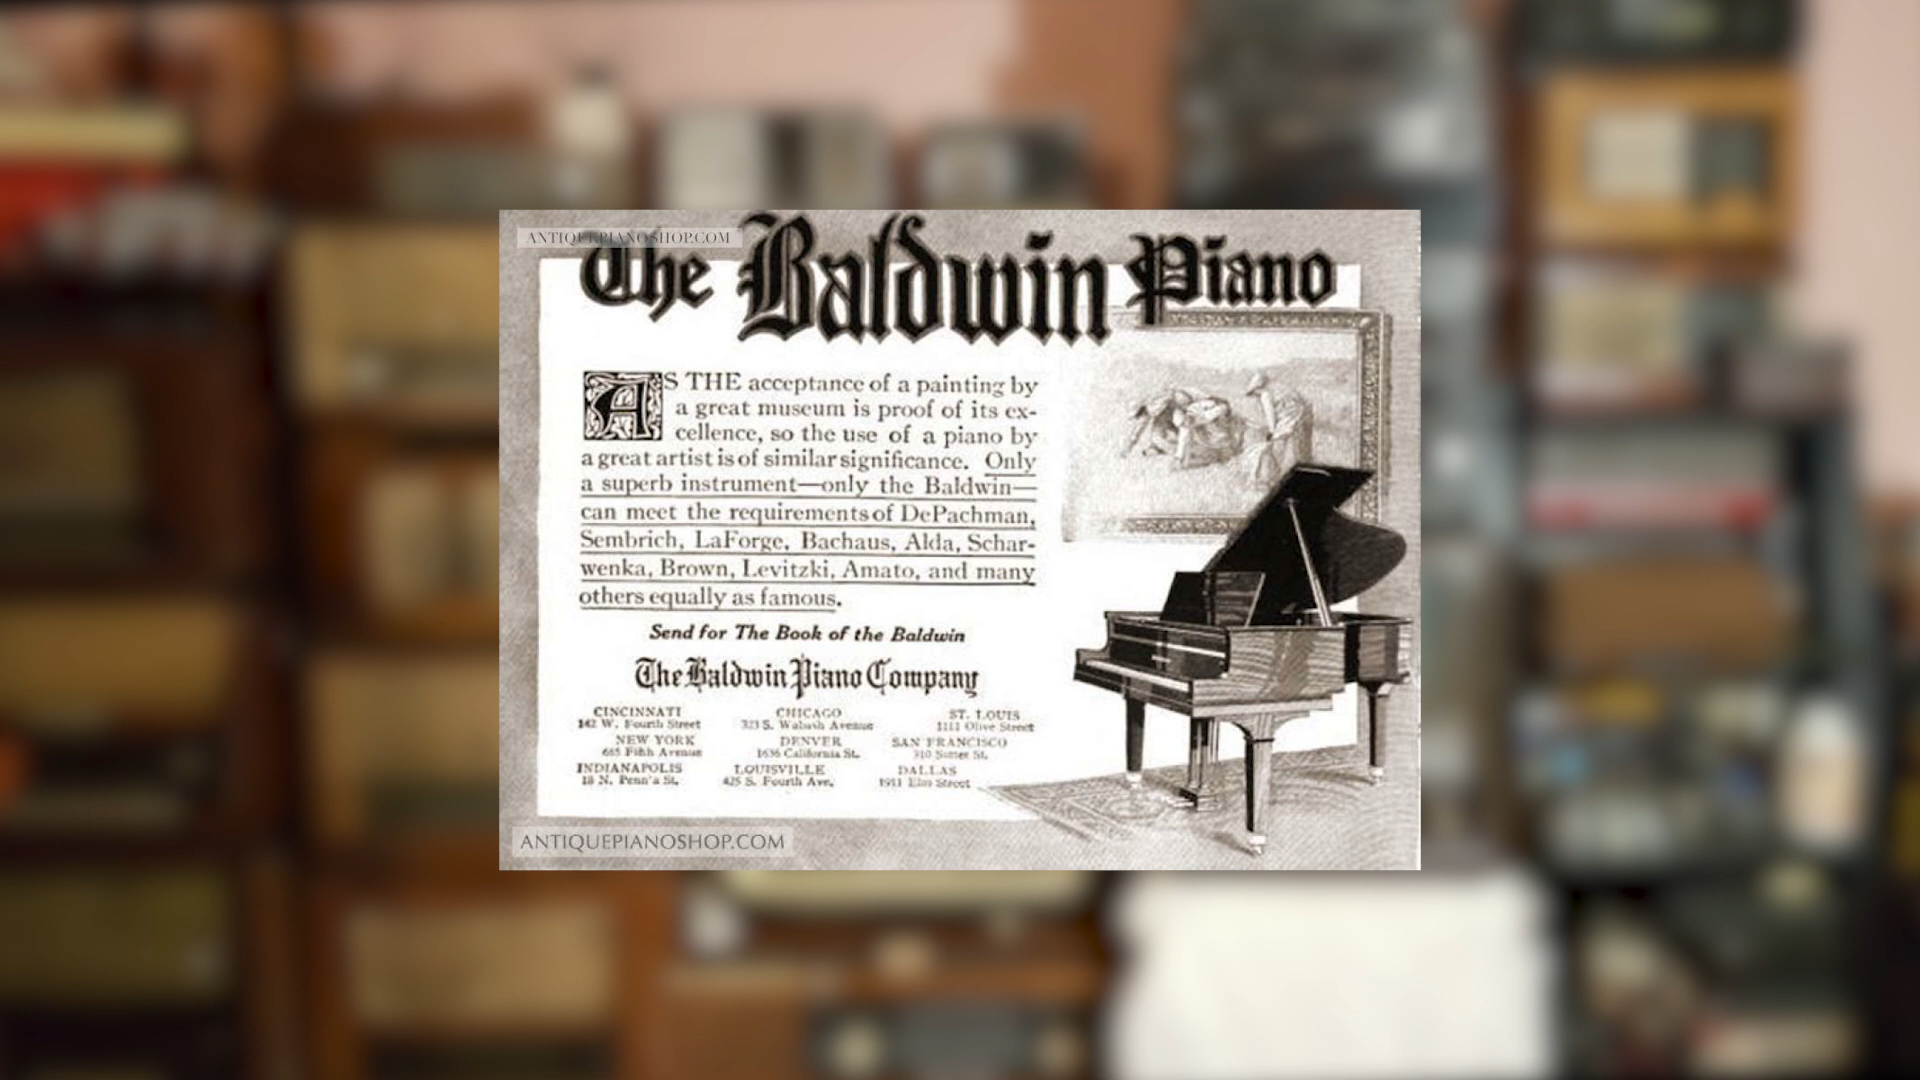 ANTIQUEPIANOSHOP.COM
The Baldwin Piano
AS THE acceptance of a painting by
a great museum is proof of its ex-
cellence, so the use of a piano by
a great artist is of similar significance. Only
a superb instrument—only the Baldwin—
can meet the requirements of DePachman,
Sembrich, LaForge, Bachaus, Alda, Schar-
wenka, Brown, Levitzki, Amato, and many
others equally as famous.
Send for The Book of the Baldwin
The Baldwin Piano Company
CINCINNATI CHICAGO ST. LOUIS
142 W. Fourth Street 323 S. Wabash Avenue 1111 Olive Street
NEW YORK DENVER SAN FRANCISCO
665 Fifth Avenue 1636 California St. 310 Sutter St.
INDIANAPOLIS LOUISVILLE DALLAS
18 N. Penn'a St. 425 S. Fourth Ave. 1911 Elm Street
ANTIQUEPIANOSHOP.COM